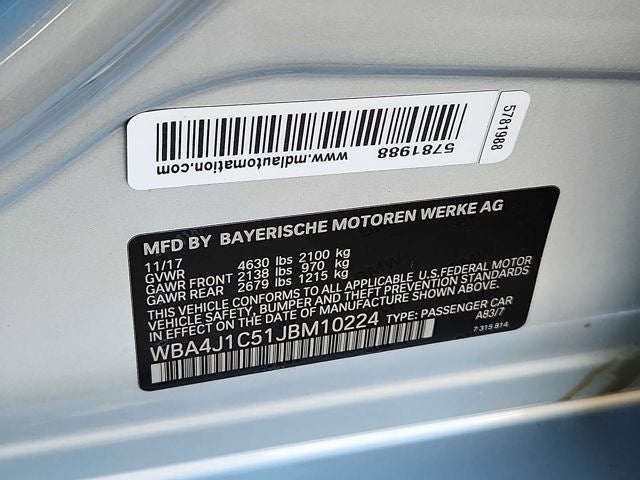 5781988
www.mdlautomation.com
5781988
MFD BY BAYERISCHE MOTOREN WERKE AG
11/17
GVWR 4630 lbs 2100 kg
GAWR FRONT 2138 lbs 970 kg
GAWR REAR 2679 lbs 1215 kg
THIS VEHICLE CONFORMS TO ALL APPLICABLE U.S.FEDERAL MOTOR
VEHICLE SAFETY, BUMPER, AND THEFT PREVENTION STANDARDS
IN EFFECT ON THE DATE OF MANUFACTURE SHOWN ABOVE.
WBA4J1C51JBM10224 TYPE: PASSENGER CAR
A83/7
7 315 814